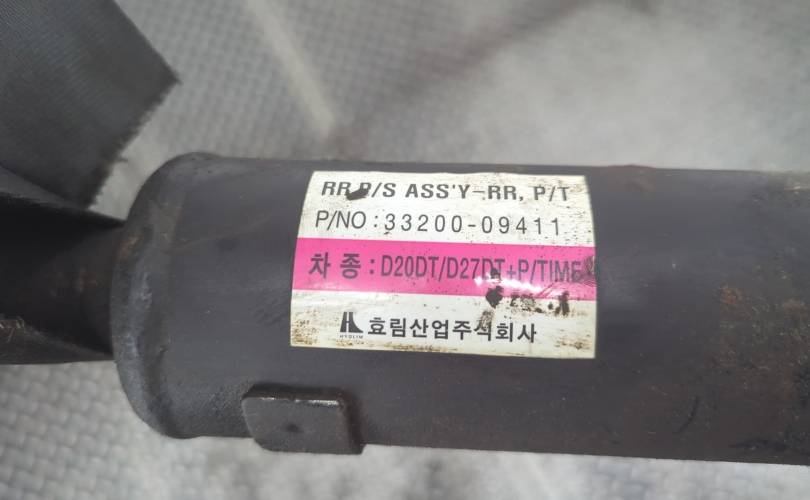 RR P/S ASS'Y-RR, P/T
P/NO : 33200-09411
차 종 : D20DT/D27DT+P/TIME
효림산업주식회사
HYOLIM